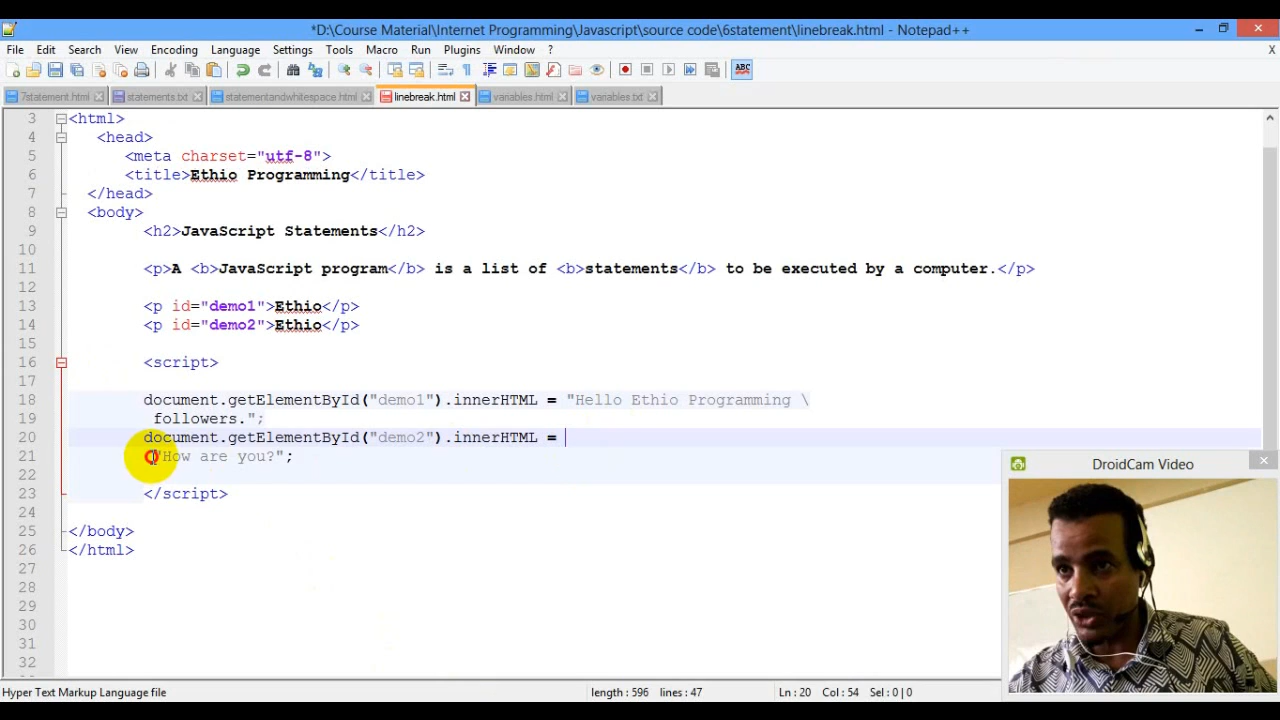 *D:\Course Material\Internet Programming\Javascript\source code\6statement\linebreak.html - Notepad++
File Edit Search View Encoding Language Settings Tools Macro Run Plugins Window ?
X
ABC
7statement.html statements.txt statementandwhitespace.html linebreak.html variables.html variables.txt
3 <html>
4 <head>
5 <meta charset="utf-8">
6 <title>Ethio Programming</title>
7 </head>
8 <body>
9 <h2>JavaScript Statements</h2>
10
11 <p>A <b>JavaScript program</b> is a list of <b>statements</b> to be executed by a computer.</p>
12
13 <p id="demo1">Ethio</p>
14 <p id="demo2">Ethio</p>
15
16 <script>
17
18 document.getElementById("demo1").innerHTML = "Hello Ethio Programming \
19 followers.";
20 document.getElementById("demo2").innerHTML =
21 "How are you?";
22
23 </script>
24
25 </body>
26 </html>
27
28
29
30
31
32
DroidCam Video
Hyper Text Markup Language file length : 596 lines : 47 Ln : 20 Col : 54 Sel : 0 | 0